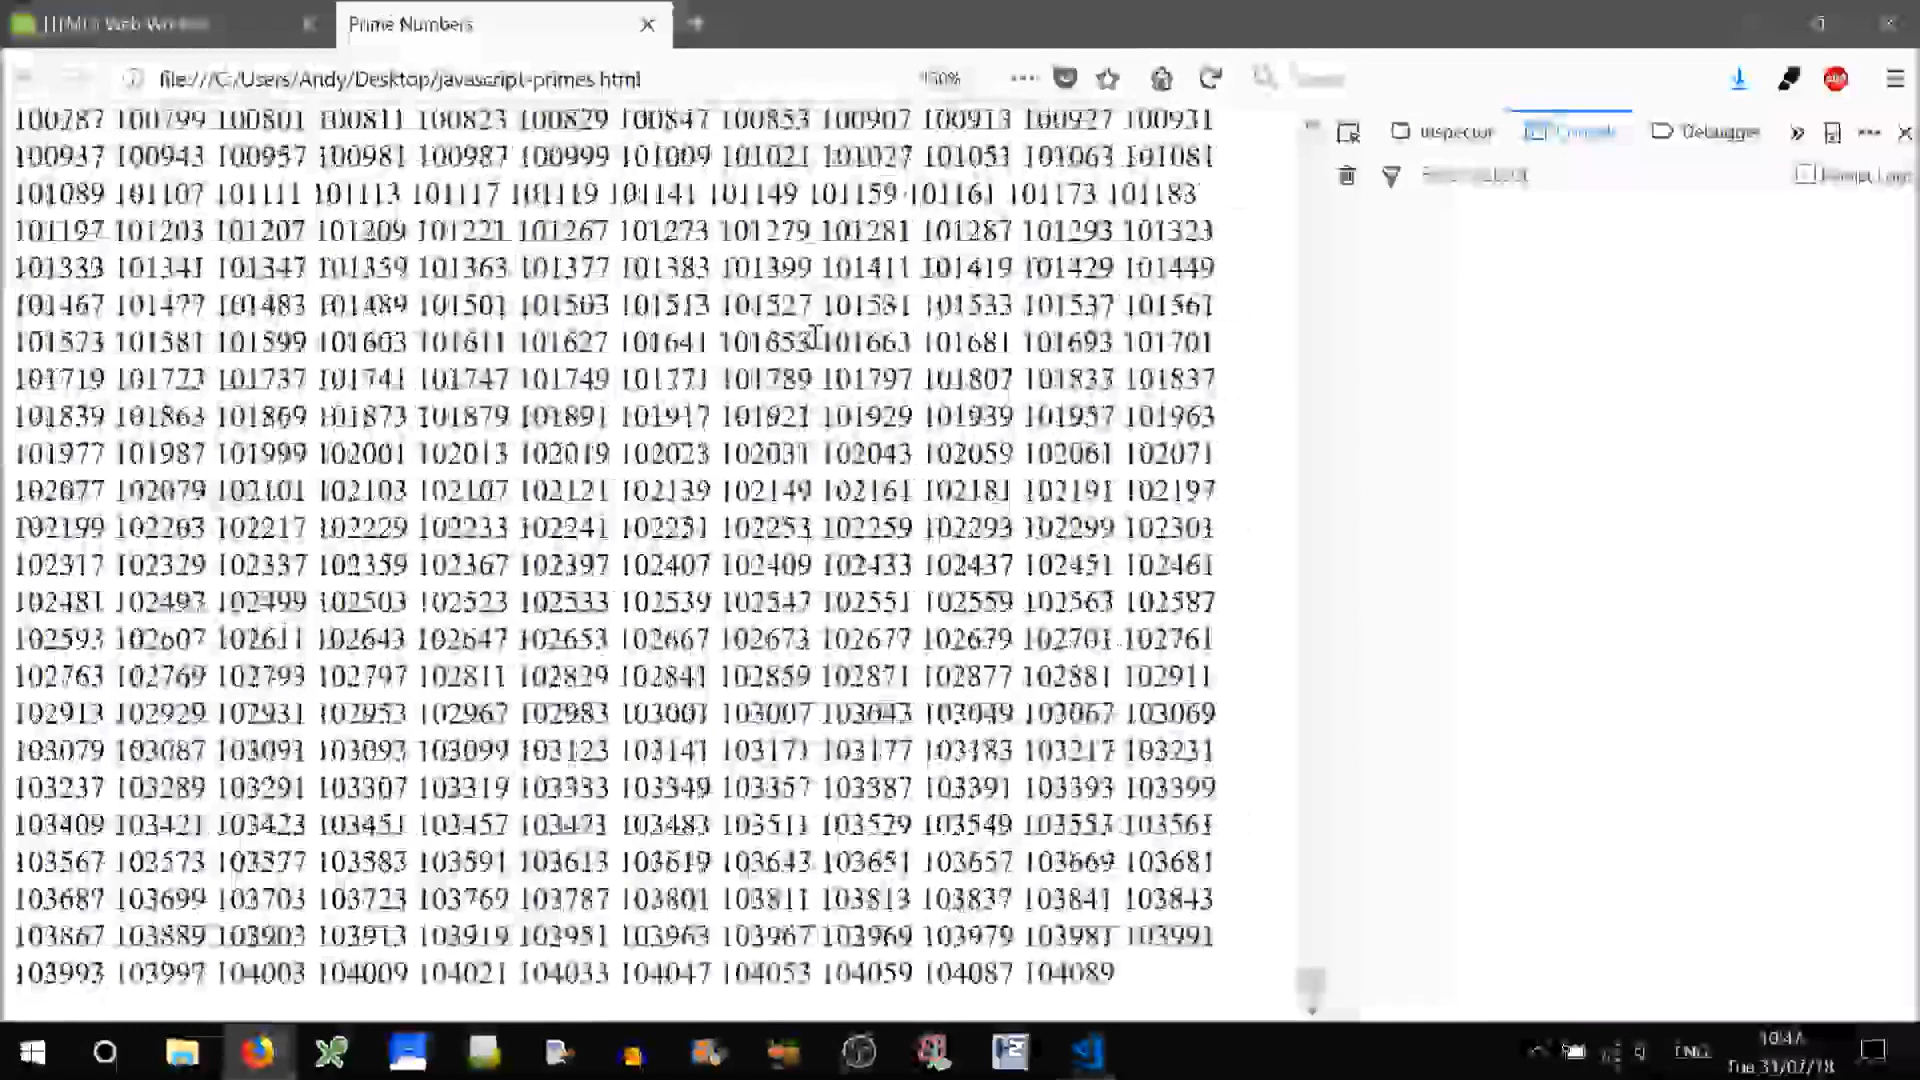 Prime Numbers
file:///C:/Users/Andy/Desktop/javascript-primes.html
150%
Inspector
Console
Debugger
100787 100799 100801 100811 100823 100829 100847 100853 100907 100913 100927 100931
100937 100943 100957 100981 100987 100999 101009 101021 101027 101051 101063 101081
101089 101107 101111 101113 101117 101119 101141 101149 101159 101161 101173 101183
101197 101203 101207 101209 101221 101267 101273 101279 101281 101287 101293 101323
101333 101341 101347 101359 101363 101377 101383 101399 101411 101419 101429 101449
101467 101477 101483 101489 101501 101503 101513 101527 101531 101533 101537 101561
101573 101581 101599 101603 101611 101627 101641 101653 101663 101681 101693 101701
101719 101723 101737 101741 101747 101749 101771 101789 101797 101807 101833 101837
101839 101863 101869 101873 101879 101891 101917 101921 101929 101939 101957 101963
101977 101987 101999 102001 102013 102019 102023 102031 102043 102059 102061 102071
102077 102079 102101 102103 102107 102121 102139 102149 102161 102181 102191 102197
102199 102203 102217 102229 102233 102241 102251 102253 102259 102293 102299 102301
102317 102329 102337 102359 102367 102397 102407 102409 102433 102437 102451 102461
102481 102497 102499 102503 102523 102533 102539 102547 102551 102559 102563 102587
102593 102607 102611 102643 102647 102653 102667 102673 102677 102679 102701 102761
102763 102769 102793 102797 102811 102829 102841 102859 102871 102877 102881 102911
102913 102929 102931 102953 102967 102983 103001 103007 103043 103049 103067 103069
103079 103087 103091 103093 103099 103123 103141 103171 103177 103183 103217 103231
103237 103289 103291 103307 103319 103333 103349 103357 103387 103391 103393 103399
103409 103421 103423 103451 103457 103471 103483 103511 103529 103549 103553 103561
103567 103573 103577 103583 103591 103613 103619 103643 103651 103657 103669 103681
103687 103699 103703 103723 103769 103787 103801 103811 103813 103837 103841 103843
103867 103889 103903 103913 103919 103951 103963 103967 103969 103979 103981 103991
103993 103997 104003 104009 104021 104033 104047 104053 104059 104087 104089
ENG
10:47
Tue 31/07/18